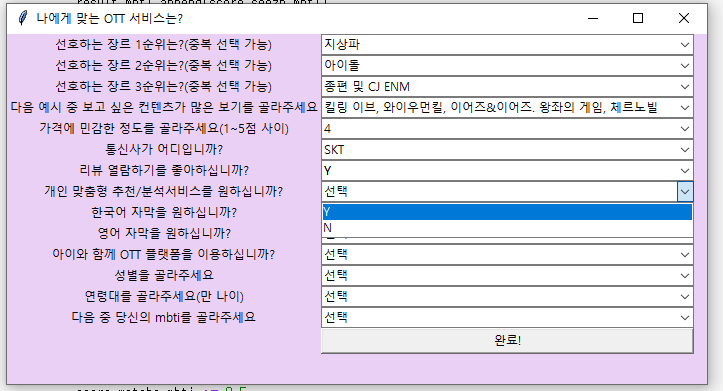 나에게 맞는 OTT 서비스는?
선호하는 장르 1순위는?(중복 선택 가능) 지상파
선호하는 장르 2순위는?(중복 선택 가능) 아이돌
선호하는 장르 3순위는?(중복 선택 가능) 종편 및 CJ ENM
다음 예시 중 보고 싶은 컨텐츠가 많은 보기를 골라주세요 킬링 이브, 와이우먼킬, 이어즈&이어즈. 왕좌의 게임, 체르노빌
가격에 민감한 정도를 골라주세요(1~5점 사이) 4
통신사가 어디입니까? SKT
리뷰 열람하기를 좋아하십니까? Y
개인 맞춤형 추천/분석서비스를 원하십니까? 선택
한국어 자막을 원하십니까? Y
영어 자막을 원하십니까? N
아이와 함께 OTT 플랫폼을 이용하십니까? 선택
성별을 골라주세요 선택
연령대를 골라주세요(만 나이) 선택
다음 중 당신의 mbti를 골라주세요 선택
완료!